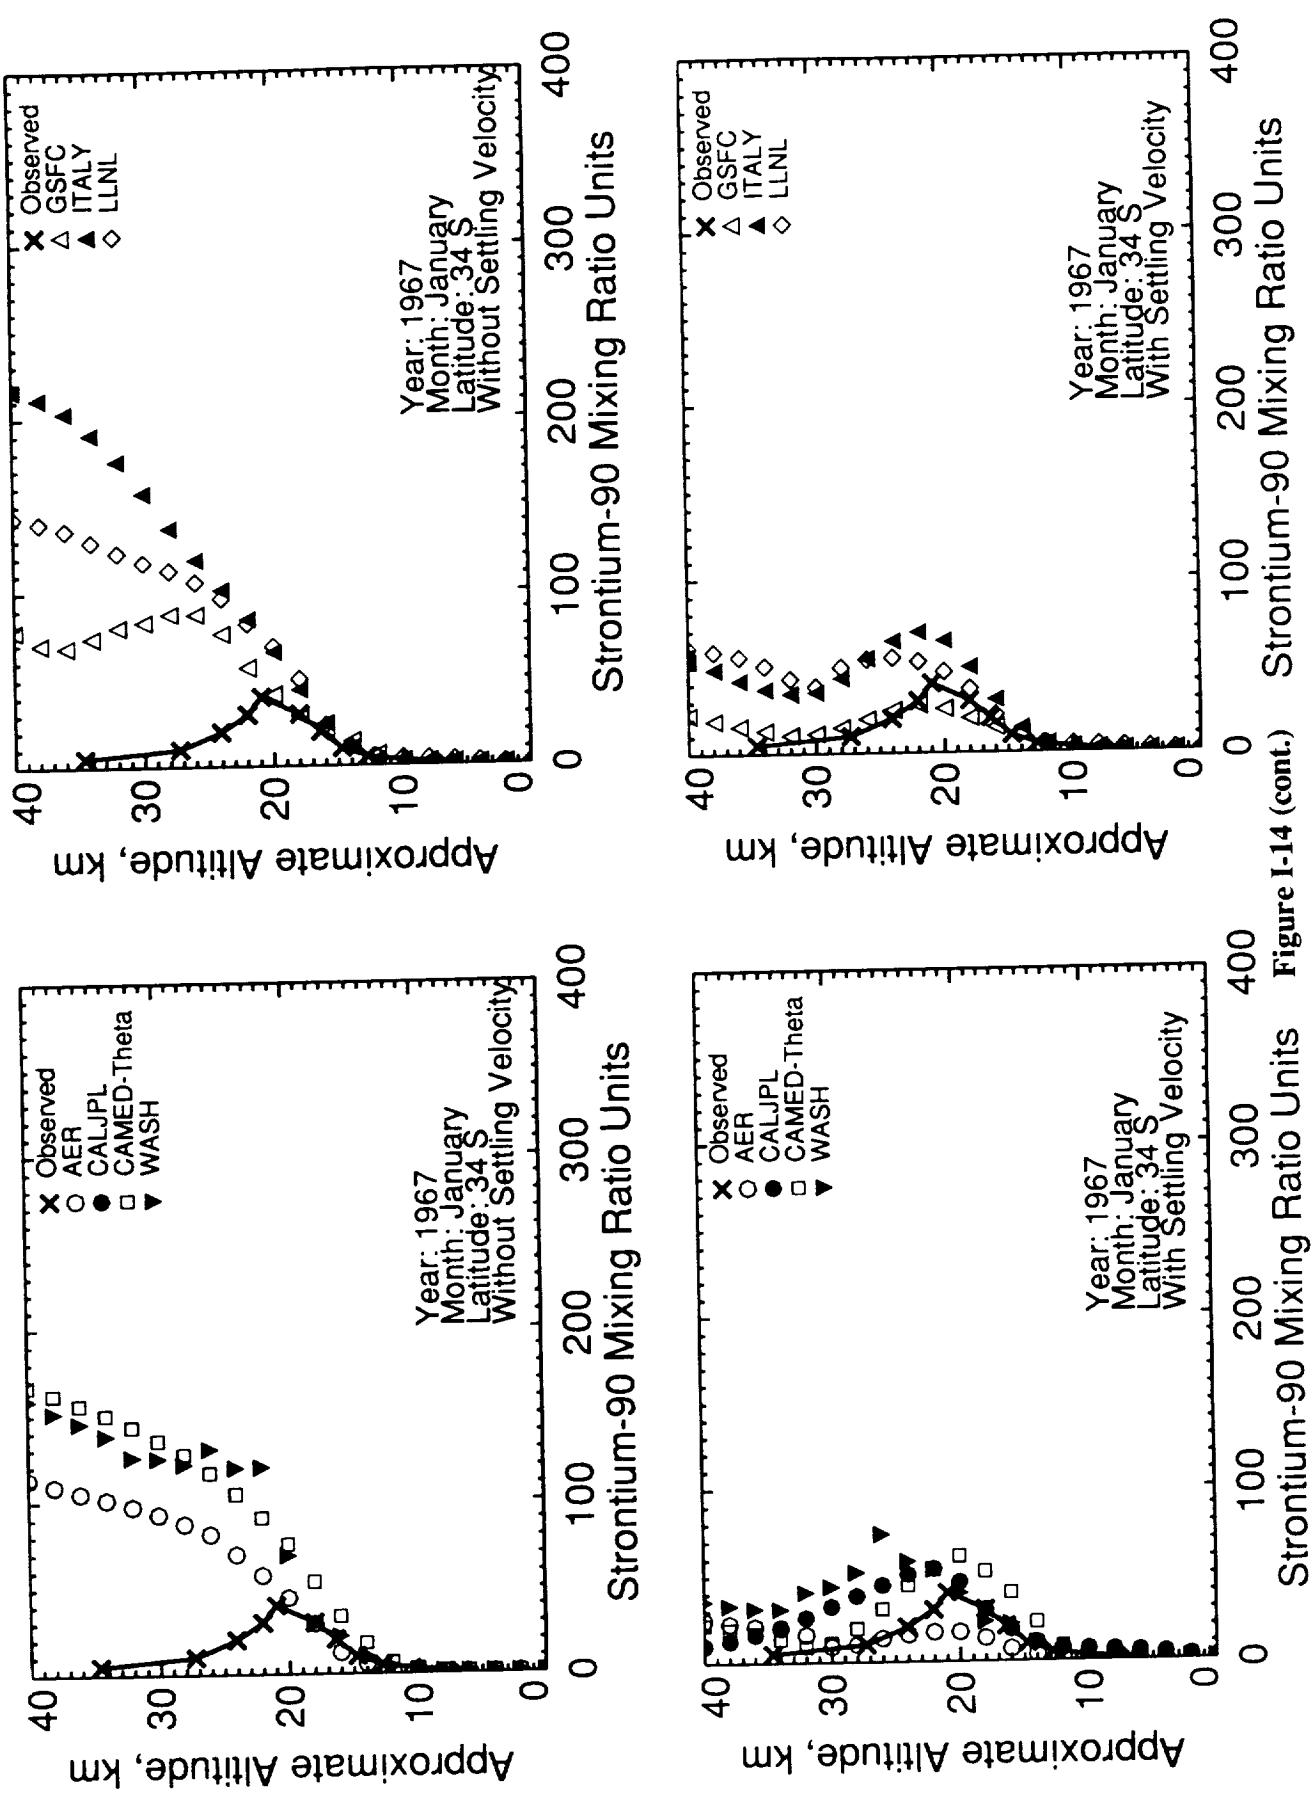 Approximate Altitude, km
40
30
20
10
0
Observed
AER
CALJPL
CAMED-Theta
WASH
Year: 1967
Month: January
Latitude: 34 S
Without Settling Velocity
0
100
200
300
400
Strontium-90 Mixing Ratio Units
Approximate Altitude, km
40
30
20
10
0
Observed
GSFC
ITALY
LLNL
Year: 1967
Month: January
Latitude: 34 S
Without Settling Velocity
0
100
200
300
400
Strontium-90 Mixing Ratio Units
Approximate Altitude, km
40
30
20
10
0
Observed
AER
CALJPL
CAMED-Theta
WASH
Year: 1967
Month: January
Latitude: 34 S
With Settling Velocity
0
100
200
300
400
Strontium-90 Mixing Ratio Units
Approximate Altitude, km
40
30
20
10
0
Observed
GSFC
ITALY
LLNL
Year: 1967
Month: January
Latitude: 34 S
With Settling Velocity
0
100
200
300
400
Strontium-90 Mixing Ratio Units
Figure I-14 (cont.)